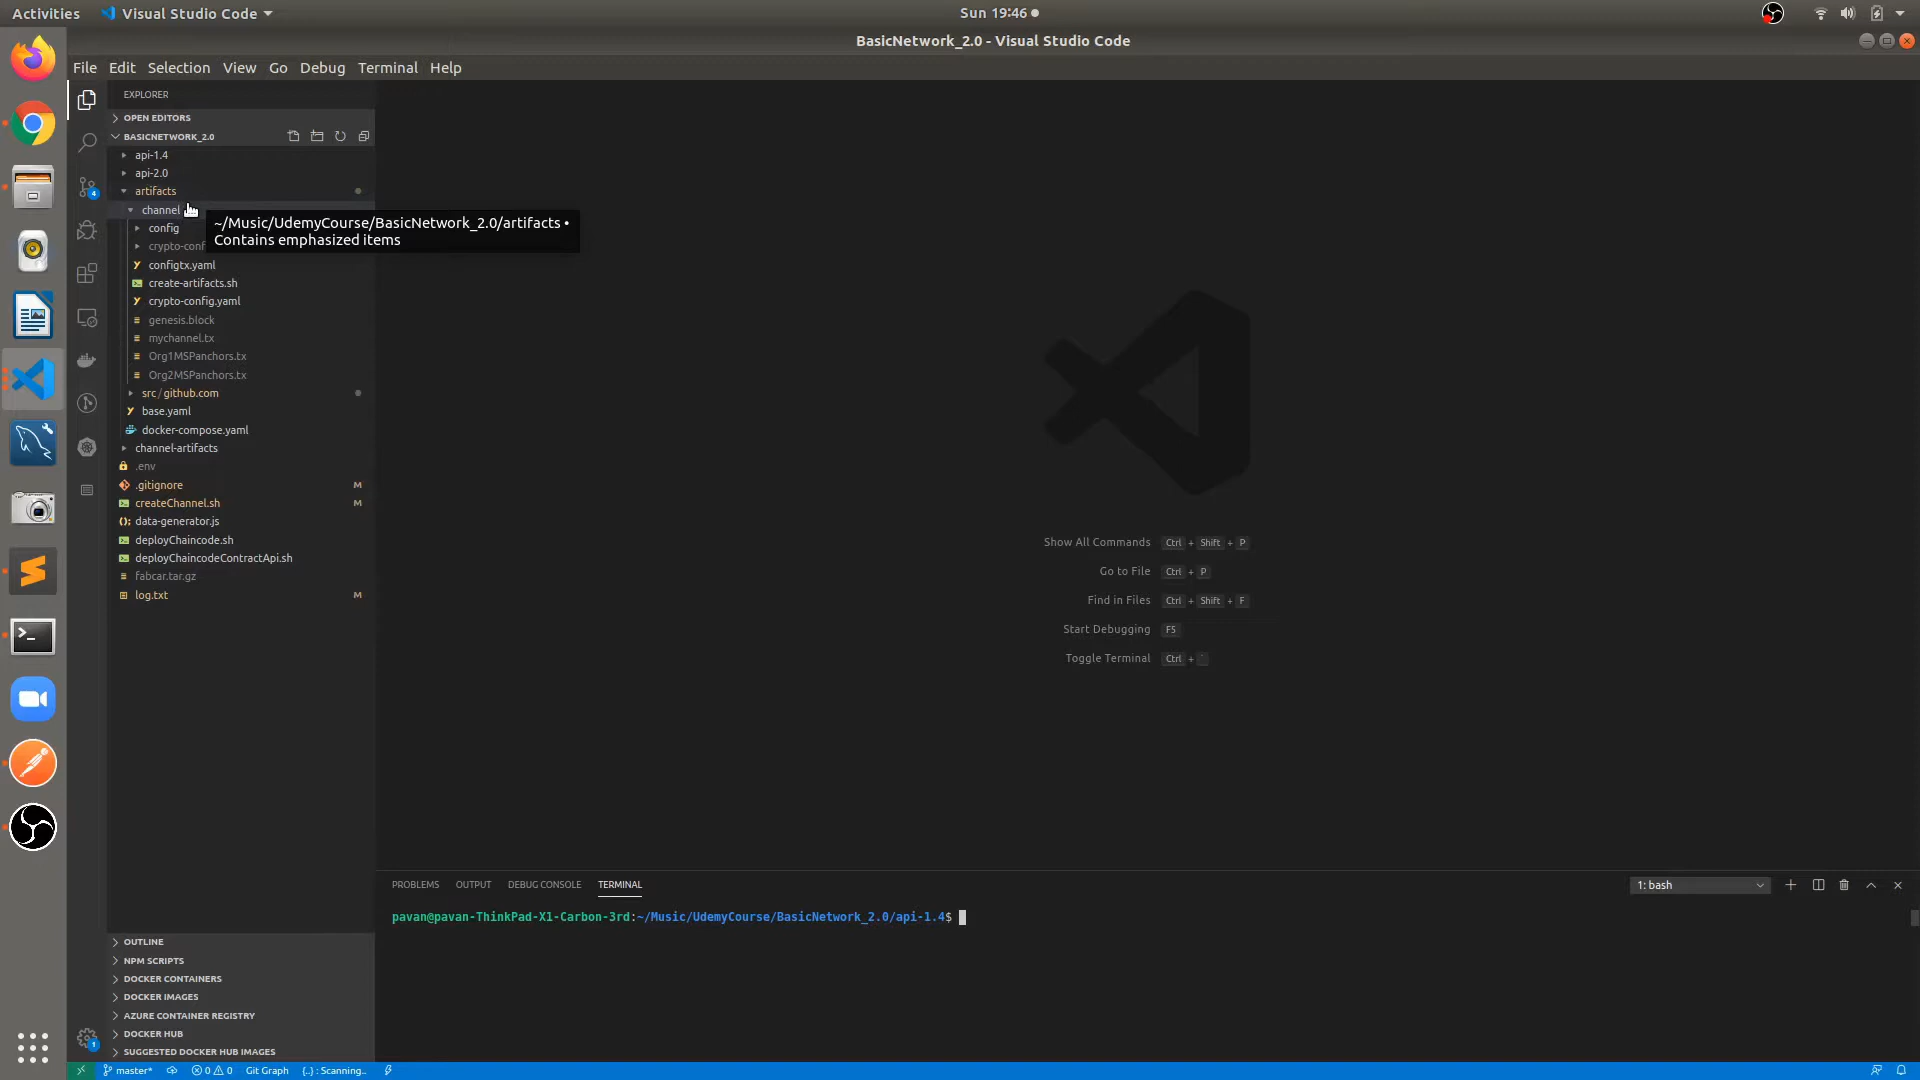 Activities
Visual Studio Code
Sun 19:46
BasicNetwork_2.0 - Visual Studio Code
File Edit Selection View Go Debug Terminal Help
EXPLORER
OPEN EDITORS
BASICNETWORK_2.0
api-1.4
api-2.0
artifacts
channel
~/Music/UdemyCourse/BasicNetwork_2.0/artifacts •
Contains emphasized items
config
crypto-conf
configtx.yaml
create-artifacts.sh
crypto-config.yaml
genesis.block
mychannel.tx
Org1MSPanchors.tx
Org2MSPanchors.tx
src / github.com
base.yaml
docker-compose.yaml
channel-artifacts
.env
.gitignore M
createChannel.sh M
data-generator.js
deployChaincode.sh
deployChaincodeContractApi.sh
fabcar.tar.gz
log.txt M
4
Show All Commands Ctrl + Shift + P
Go to File Ctrl + P
Find in Files Ctrl + Shift + F
Start Debugging F5
Toggle Terminal Ctrl + `
PROBLEMS OUTPUT DEBUG CONSOLE TERMINAL
1: bash
pavan@pavan-ThinkPad-X1-Carbon-3rd:~/Music/UdemyCourse/BasicNetwork_2.0/api-1.4$
OUTLINE
NPM SCRIPTS
DOCKER CONTAINERS
DOCKER IMAGES
AZURE CONTAINER REGISTRY
DOCKER HUB
SUGGESTED DOCKER HUB IMAGES
1
master* 0 0 Git Graph {..} : Scanning..